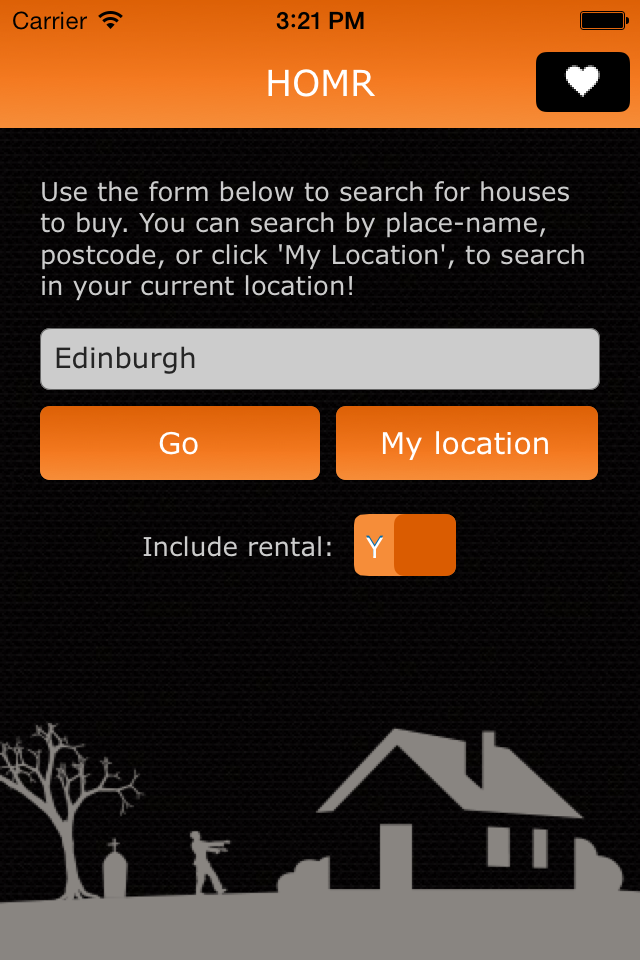 Carrier 3:21 PM
HOMR
Use the form below to search for houses
to buy. You can search by place-name,
postcode, or click 'My Location', to search
in your current location!
Edinburgh
Go My location
Include rental: Y